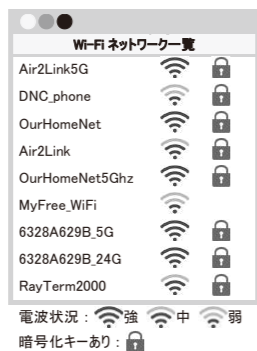 Wi-Fi ネットワーク一覧
Air2Link5G
DNC_phone
OurHomeNet
Air2Link
OurHomeNet5Ghz
MyFree_WiFi
6328A629B_5G
6328A629B_24G
RayTerm2000
電波状況：強 中 弱
暗号化キーあり：